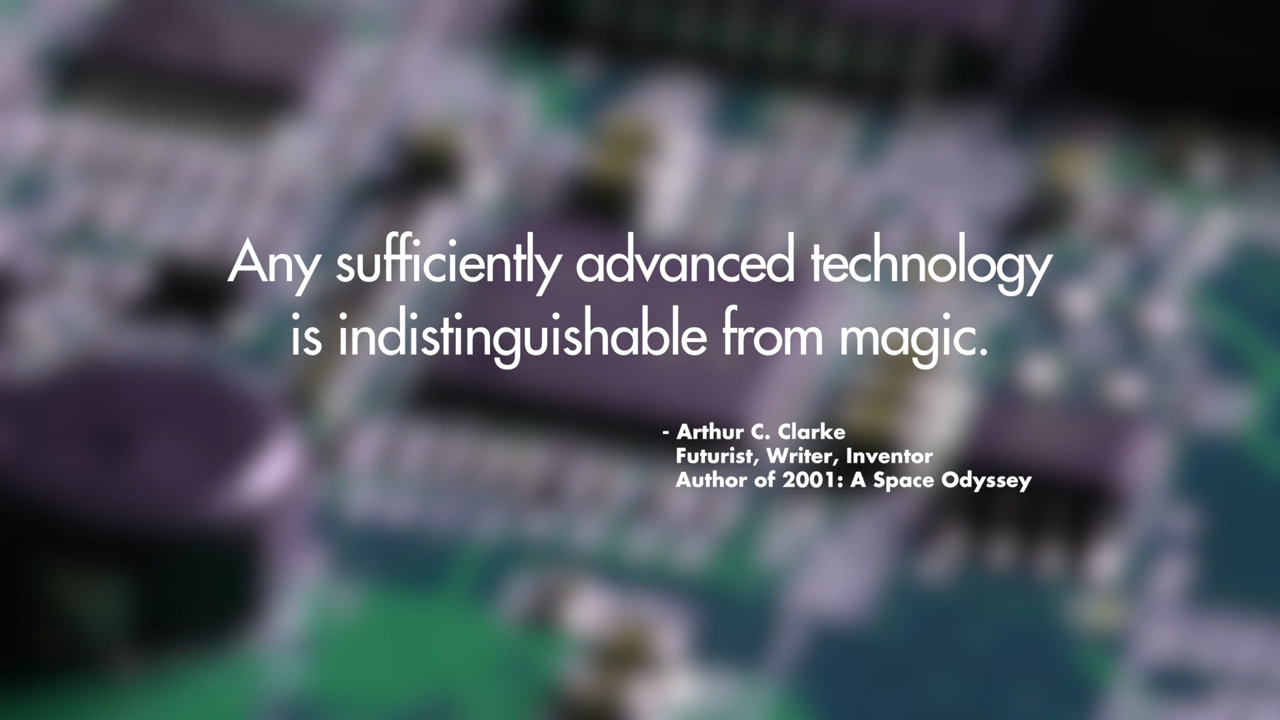 Any sufficiently advanced technology
is indistinguishable from magic.
- Arthur C. Clarke
Futurist, Writer, Inventor
Author of 2001: A Space Odyssey